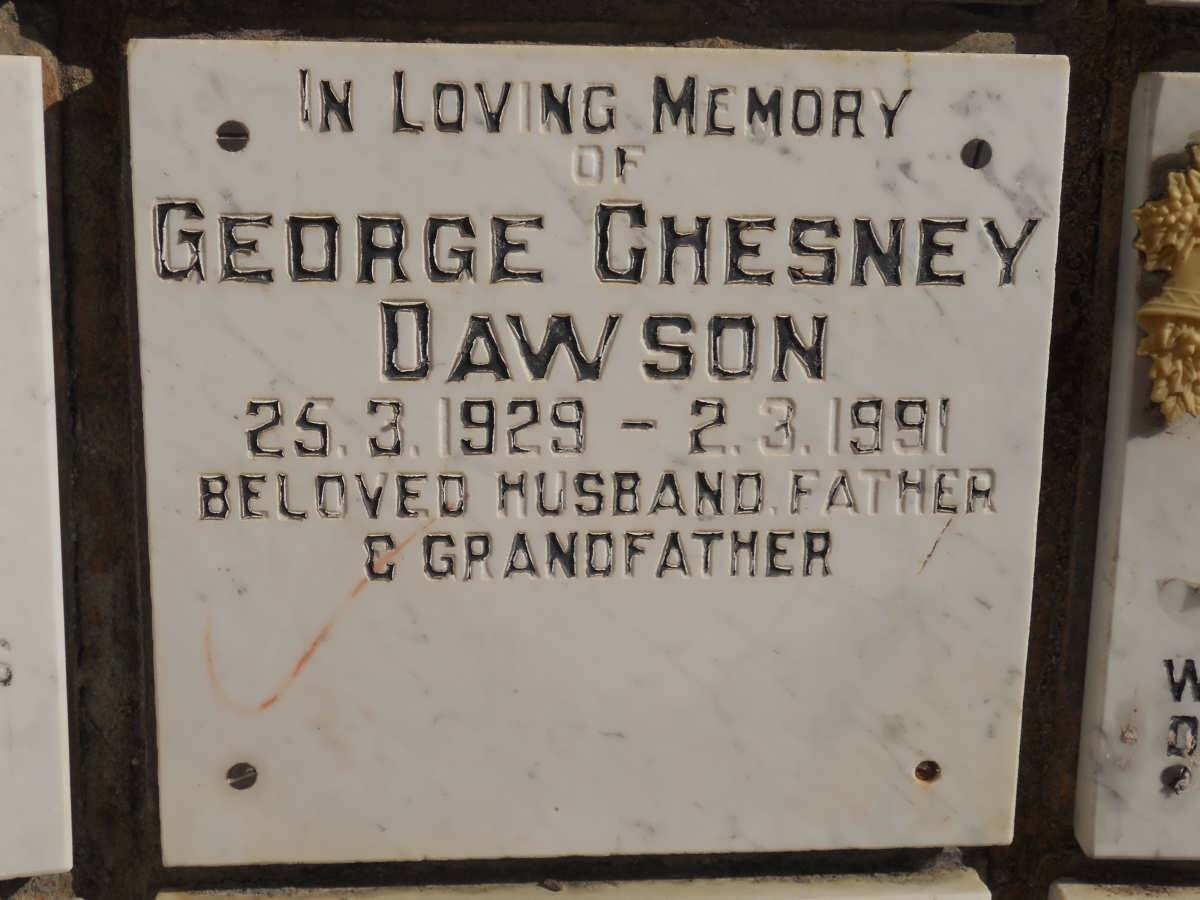 IN LOVING MEMORY
OF
GEORGE CHESNEY
DAWSON
25.3.1929 - 2.3.1991
BELOVED HUSBAND, FATHER
& GRANDFATHER